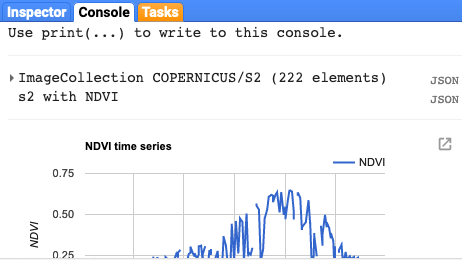 Inspector Console Tasks
Use print(...) to write to this console.
ImageCollection COPERNICUS/S2 (222 elements) JSON
s2 with NDVI JSON
NDVI time series
NDVI
0.75
0.50
NDVI
0.25